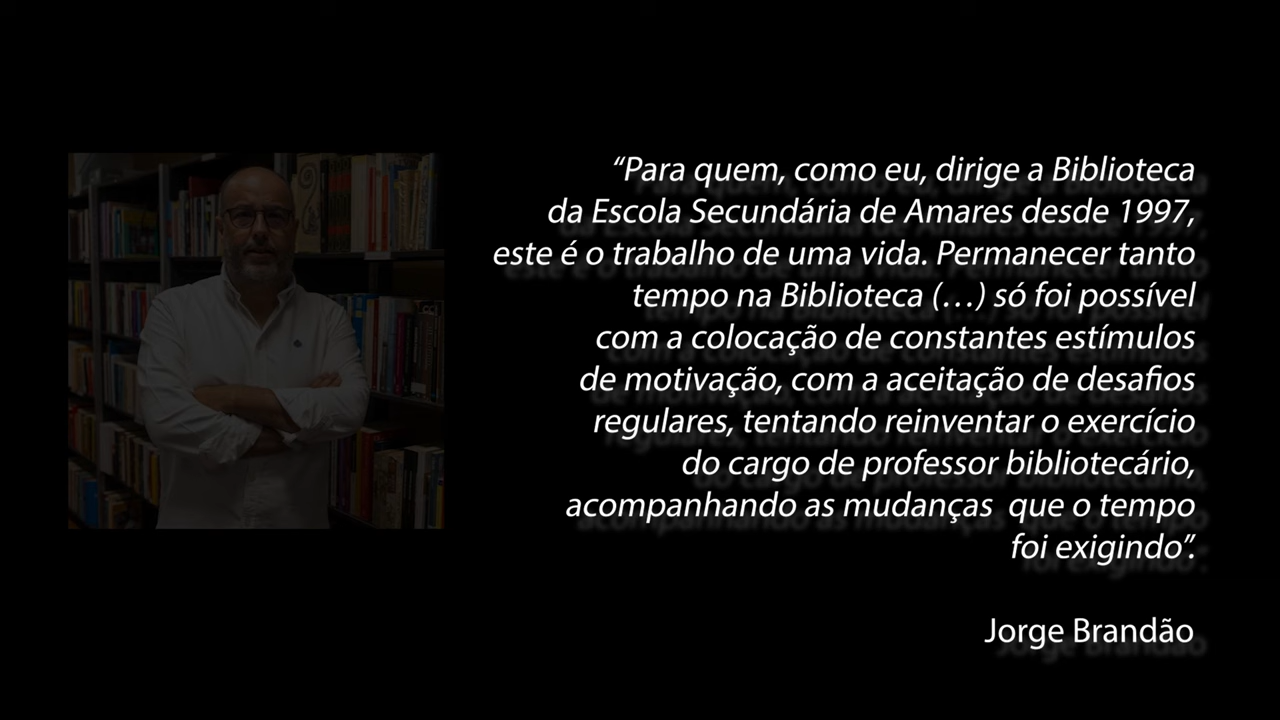 “Para quem, como eu, dirige a Biblioteca
da Escola Secundária de Amares desde 1997,
este é o trabalho de uma vida. Permanecer tanto
tempo na Biblioteca (…) só foi possível
com a colocação de constantes estímulos
de motivação, com a aceitação de desafios
regulares, tentando reinventar o exercício
do cargo de professor bibliotecário,
acompanhando as mudanças  que o tempo
foi exigindo”.
Jorge Brandão